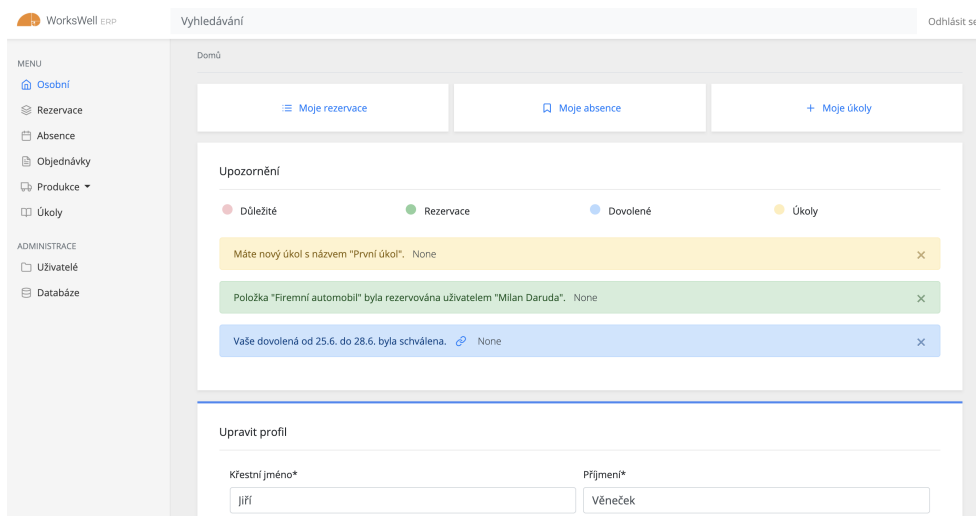 WorksWell ERP
Vyhledávání
Odhlásit se
MENU
Osobní
Rezervace
Absence
Objednávky
Produkce
Úkoly
ADMINISTRACE
Uživatelé
Databáze
Domů
Moje rezervace
Moje absence
Moje úkoly
Upozornění
Důležité
Rezervace
Dovolené
Úkoly
Máte nový úkol s názvem "První úkol". None
Položka "Firemní automobil" byla rezervována uživatelem "Milan Daruda". None
Vaše dovolená od 25.6. do 28.6. byla schválena. None
Upravit profil
Křestní jméno*
Příjmení*
Jiří
Věneček